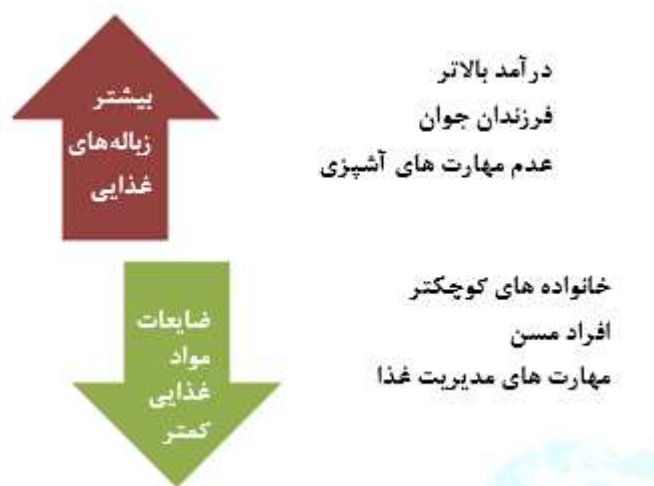 بیشتر
زباله‌های
غذایی
درآمد بالاتر
فرزندان جوان
عدم مهارت های آشپزی
ضایعات
مواد
غذایی
کمتر
خانواده های کوچکتر
افراد مسن
مهارت های مدیریت غذا